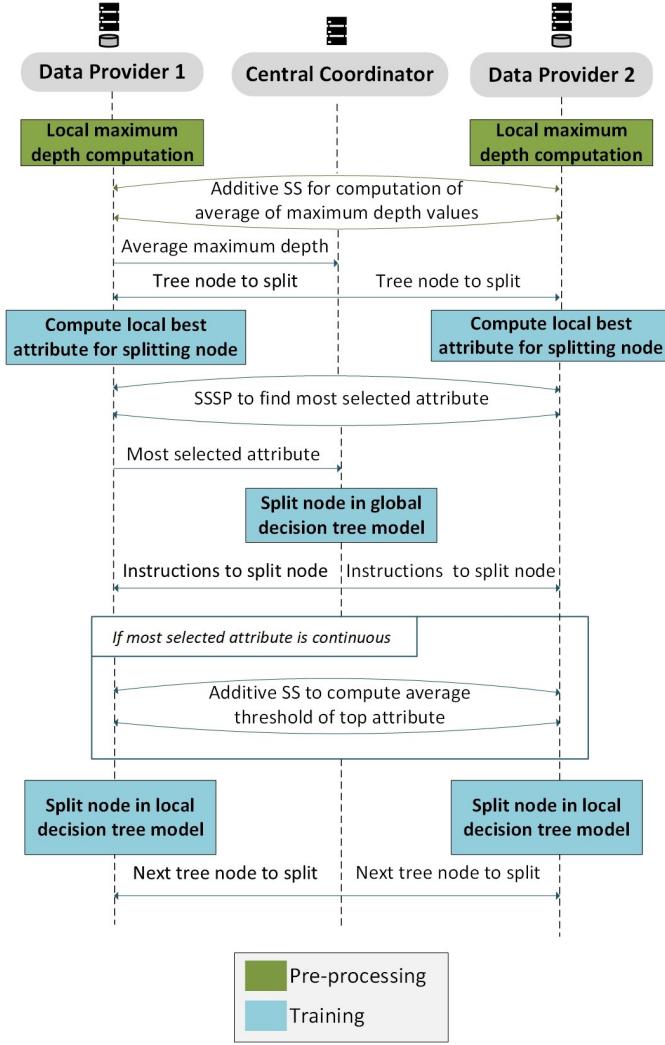 Data Provider 1
Central Coordinator
Data Provider 2
Local maximum
depth computation
Local maximum
depth computation
Additive SS for computation of
average of maximum depth values
Average maximum depth
Tree node to split
Tree node to split
Compute local best
attribute for splitting node
Compute local best
attribute for splitting node
SSSP to find most selected attribute
Most selected attribute
Split node in global
decision tree model
Instructions to split node
Instructions to split node
If most selected attribute is continuous
Additive SS to compute average
threshold of top attribute
Split node in local
decision tree model
Split node in local
decision tree model
Next tree node to split
Next tree node to split
Pre-processing
Training